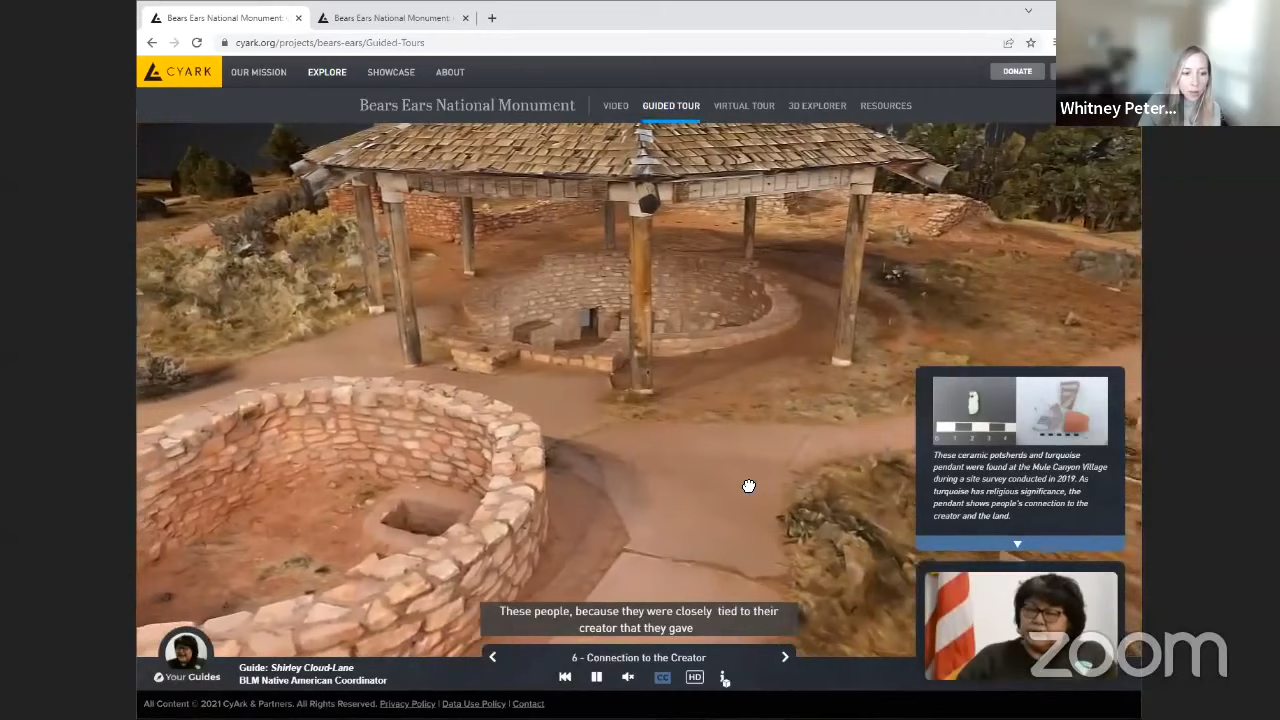 Bears Ears National Monument:
Bears Ears National Monument:
cyark.org/projects/bears-ears/Guided-Tours
CYARK
OUR MISSION
EXPLORE
SHOWCASE
ABOUT
DONATE
Whitney Peter...
Bears Ears National Monument
VIDEO
GUIDED TOUR
VIRTUAL TOUR
3D EXPLORER
RESOURCES
0 1 2 3 4
These ceramic potsherds and turquoise
pendant were found at the Mule Canyon Village
during a site survey conducted in 2019. As
turquoise has religious significance, the
pendant shows people's connection to the
creator and the land.
These people, because they were closely tied to their
creator that they gave
6 - Connection to the Creator
CC
HD
Your Guides
Guide: Shirley Cloud-Lane
BLM Native American Coordinator
zoom
All Content © 2021 CyArk & Partners. All Rights Reserved. Privacy Policy | Data Use Policy | Contact